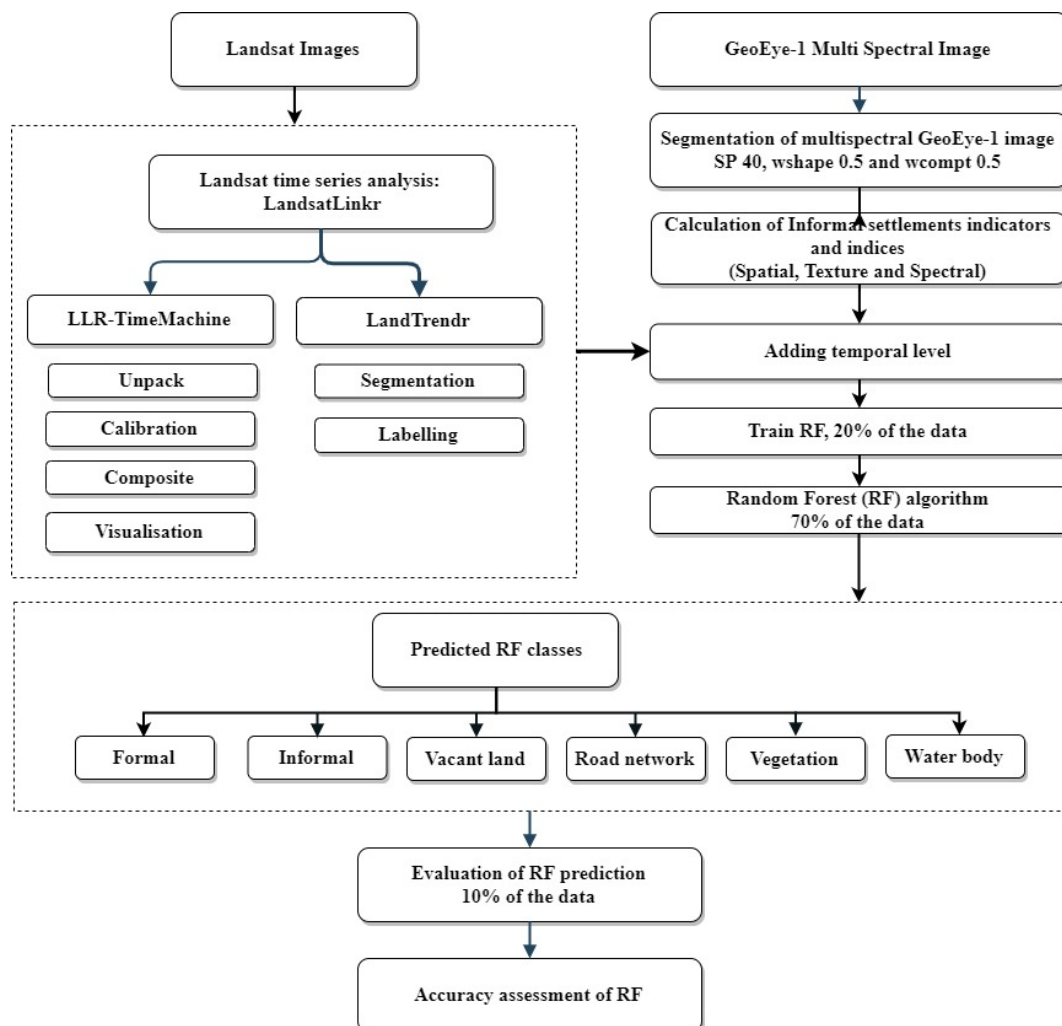 Landsat Images
GeoEye-1 Multi Spectral Image
Segmentation of multispectral GeoEye-1 image
SP 40, wshape 0.5 and wcompt 0.5
Landsat time series analysis:
LandsatLinkr
Calculation of Informal settlements indicators
and indices
(Spatial, Texture and Spectral)
LLR-TimeMachine
LandTrendr
Adding temporal level
Unpack
Segmentation
Calibration
Labelling
Train RF, 20% of the data
Composite
Visualisation
Random Forest (RF) algorithm
70% of the data
Predicted RF classes
Formal
Informal
Vacant land
Road network
Vegetation
Water body
Evaluation of RF prediction
10% of the data
Accuracy assessment of RF